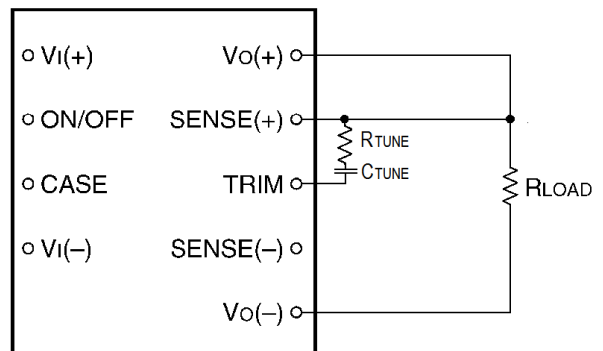 VI(+)
VO(+)
ON/OFF
SENSE(+)
RTUNE
CTUNE
CASE
TRIM
RLOAD
VI(–)
SENSE(–)
VO(–)